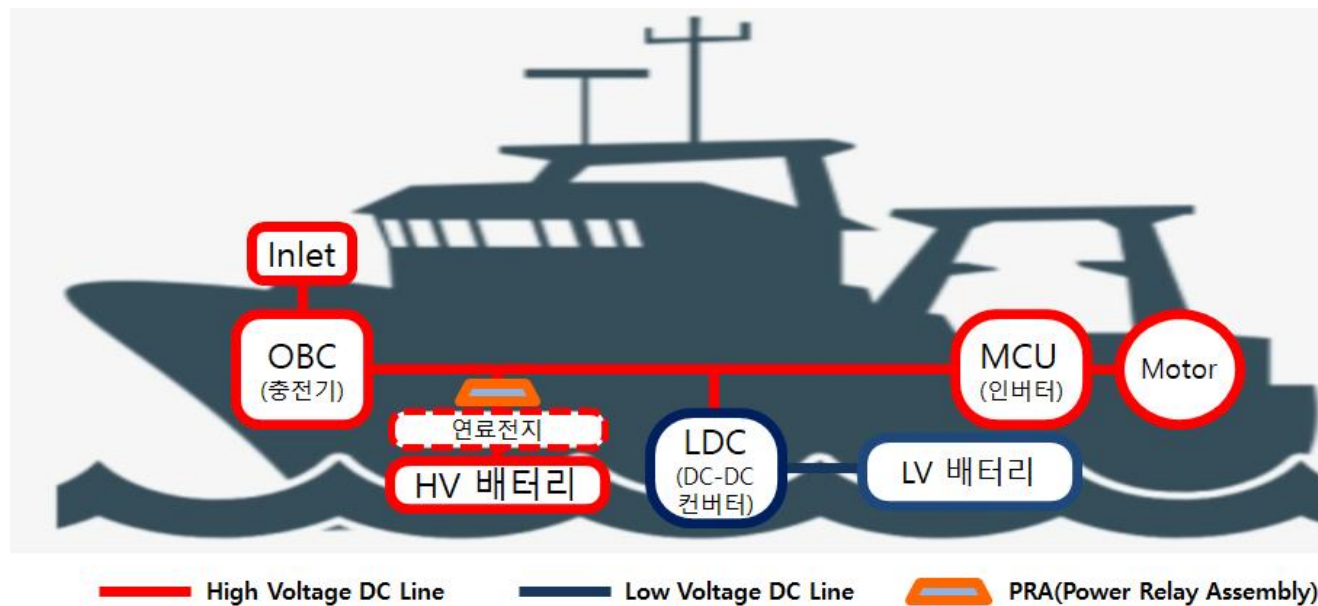 Inlet
OBC
(충전기)
연료전지
HV 배터리
LDC
(DC-DC
컨버터)
LV 배터리
MCU
(인버터)
Motor
High Voltage DC Line
Low Voltage DC Line
PRA(Power Relay Assembly)